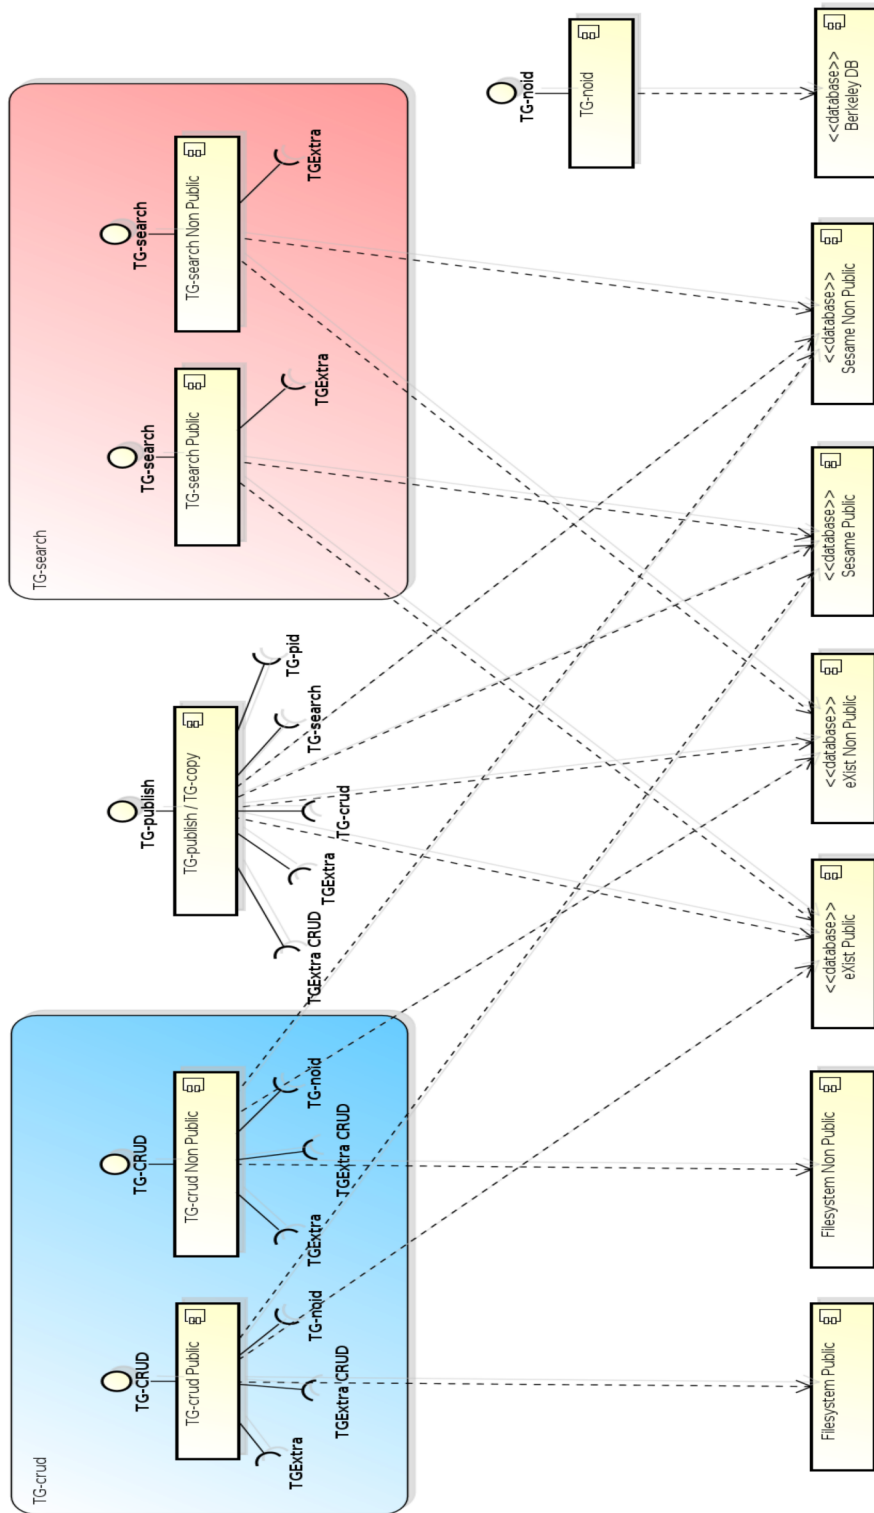 TG-crud
TG-search
TG-CRUD
TG-CRUD
TG-publish
TG-search
TG-search
TG-crud Public
TG-crud Non Public
TG-publish / TG-copy
TG-search Public
TG-search Non Public
TGExtra
TGExtra CRUD
TG-noid
TGExtra
TGExtra CRUD
TG-noid
TGExtra CRUD
TGExtra
TG-crud
TG-search
TG-pid
TGExtra
TGExtra
TG-noid
TG-noid
Filesystem Public
Filesystem Non Public
<<database>>
eXist Public
<<database>>
eXist Non Public
<<database>>
Sesame Public
<<database>>
Sesame Non Public
<<database>>
Berkeley DB